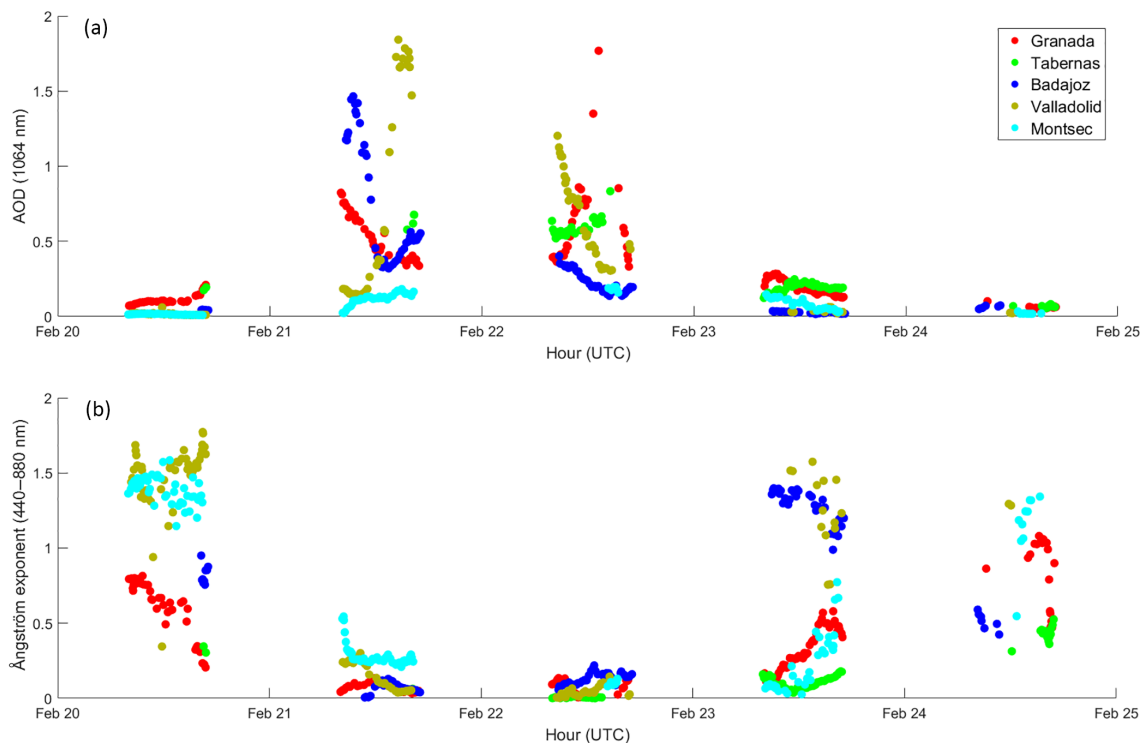 (a)
2
1.5
1
0.5
0
AOD (1064 nm)
Granada
Tabernas
Badajoz
Valladolid
Montsec
Feb 20 Feb 21 Feb 22 Feb 23 Feb 24 Feb 25
Hour (UTC)
(b)
2
1.5
1
0.5
0
Ångström exponent (440–880 nm)
Feb 20 Feb 21 Feb 22 Feb 23 Feb 24 Feb 25
Hour (UTC)